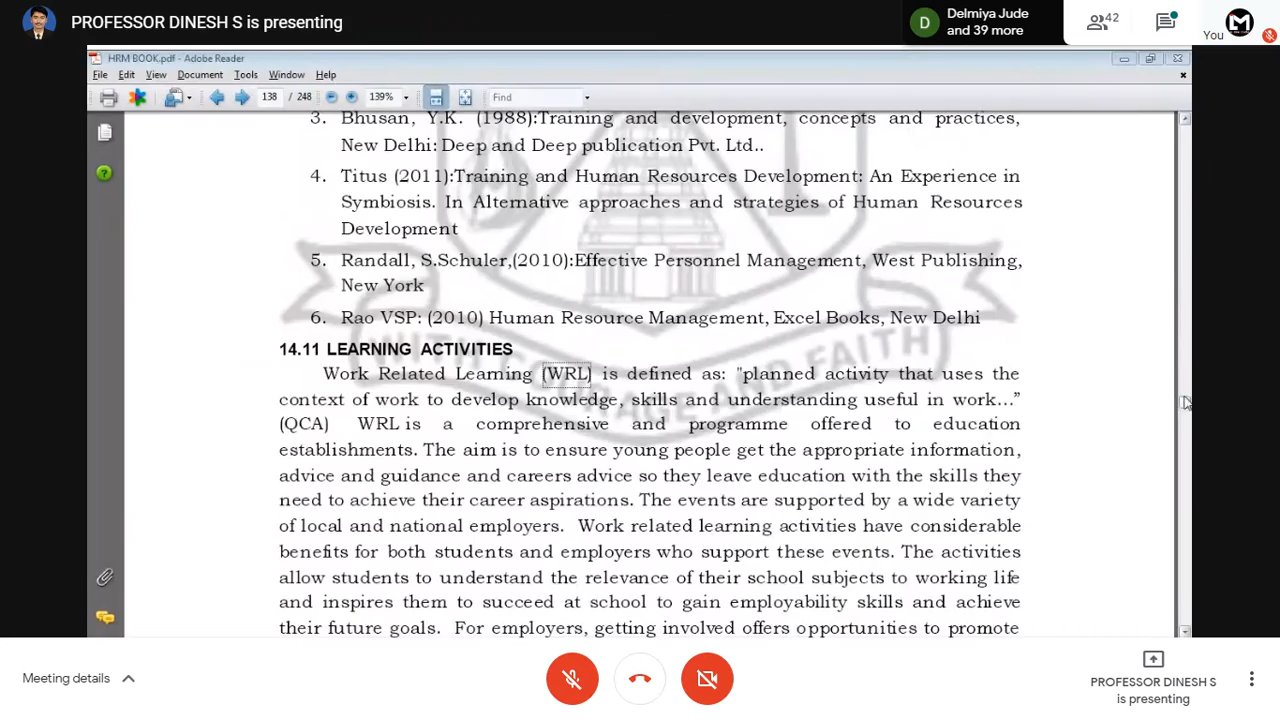 PROFESSOR DINESH S is presenting
D
Delmiya Jude
and 39 more
42
You
M
HRM BOOK.pdf - Adobe Reader
File Edit View Document Tools Window Help
138 / 248 139% Find
3. Bhusan, Y.K. (1988):Training and development, concepts and practices,
New Delhi: Deep and Deep publication Pvt. Ltd..
4. Titus (2011):Training and Human Resources Development: An Experience in
Symbiosis. In Alternative approaches and strategies of Human Resources
Development
5. Randall, S.Schuler,(2010):Effective Personnel Management, West Publishing,
New York
6. Rao VSP: (2010) Human Resource Management, Excel Books, New Delhi
14.11 LEARNING ACTIVITIES
Work Related Learning (WRL) is defined as: "planned activity that uses the
context of work to develop knowledge, skills and understanding useful in work…”
(QCA) WRL is a comprehensive and programme offered to education
establishments. The aim is to ensure young people get the appropriate information,
advice and guidance and careers advice so they leave education with the skills they
need to achieve their career aspirations. The events are supported by a wide variety
of local and national employers. Work related learning activities have considerable
benefits for both students and employers who support these events. The activities
allow students to understand the relevance of their school subjects to working life
and inspires them to succeed at school to gain employability skills and achieve
their future goals. For employers, getting involved offers opportunities to promote
WITH COURAGE AND FAITH
Meeting details
PROFESSOR DINESH S
is presenting